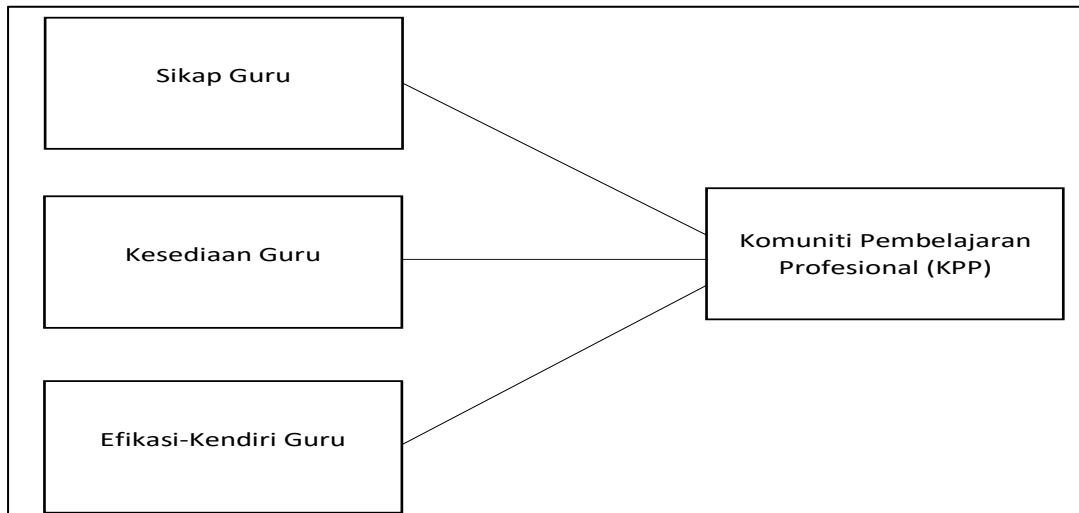 Sikap Guru
Kesediaan Guru
Komuniti Pembelajaran
Profesional (KPP)
Efikasi-Kendiri Guru